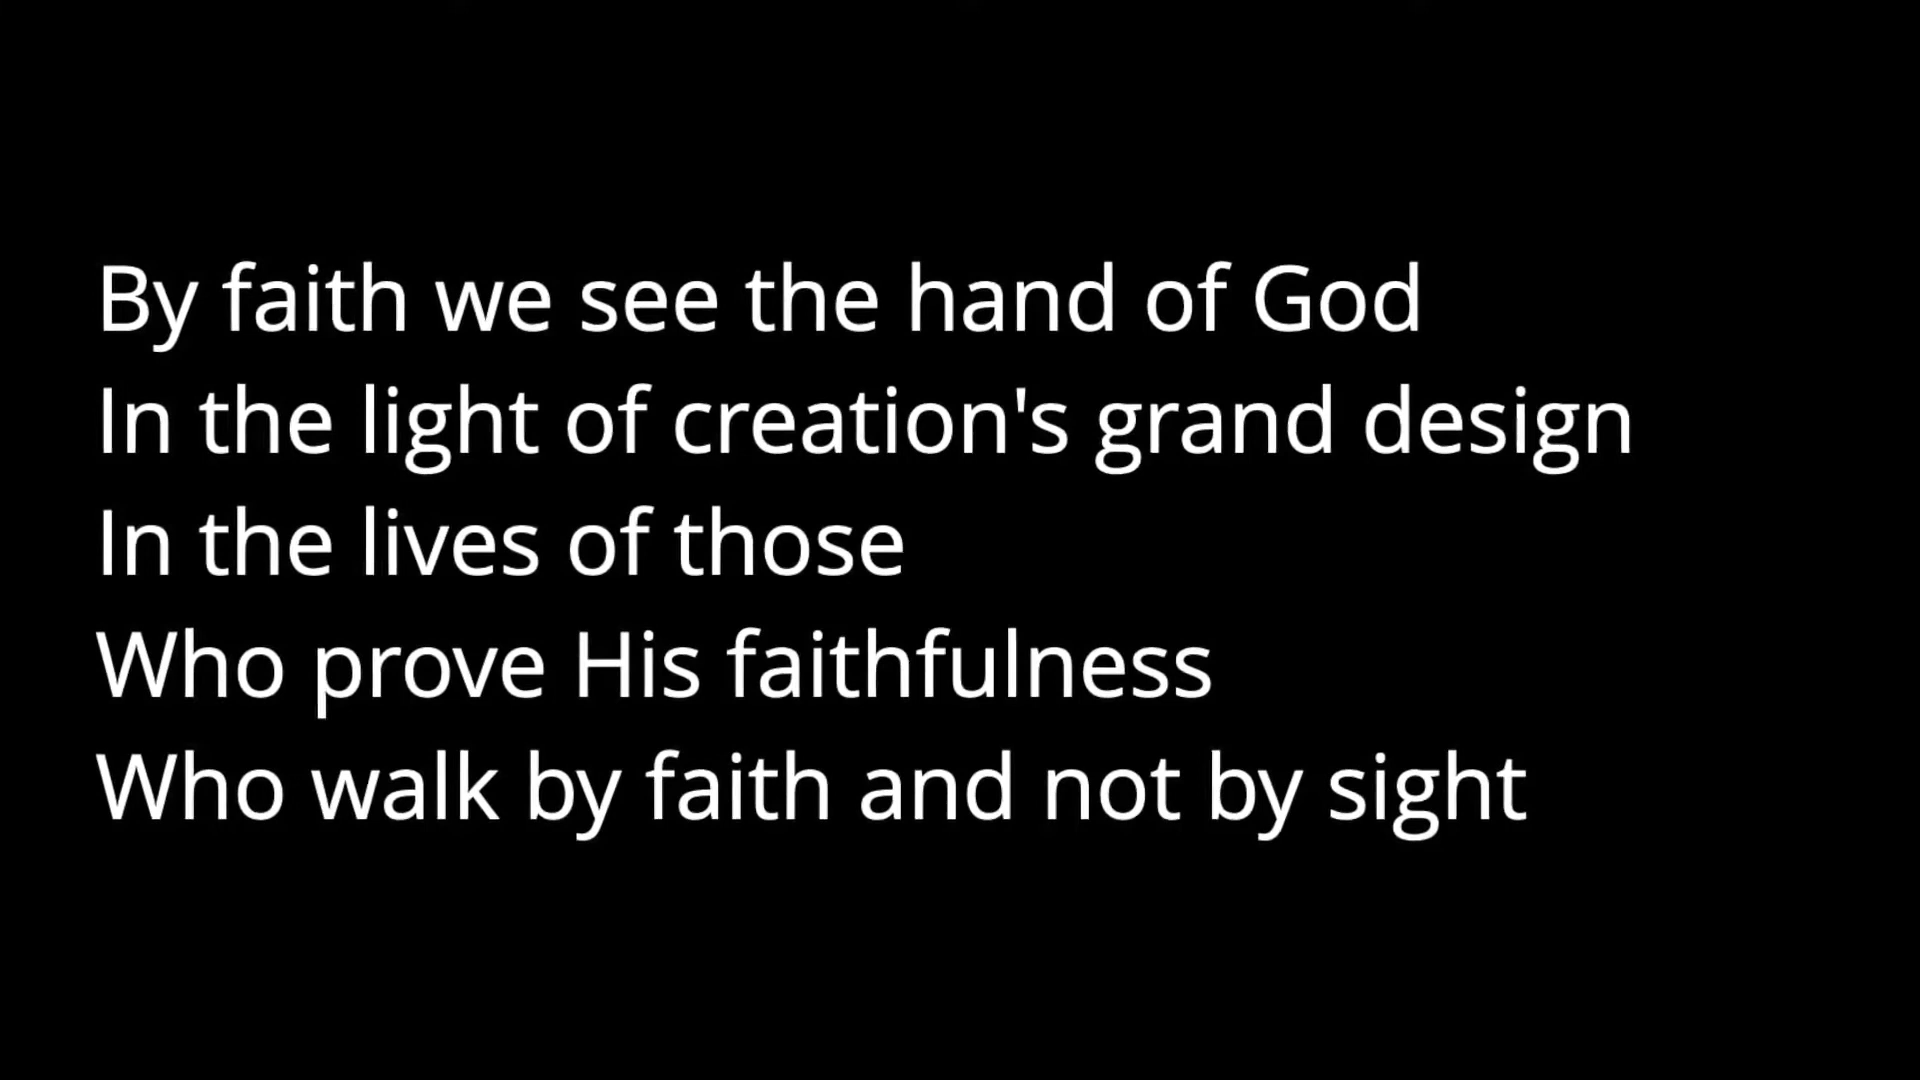 By faith we see the hand of God
In the light of creation's grand design
In the lives of those
Who prove His faithfulness
Who walk by faith and not by sight